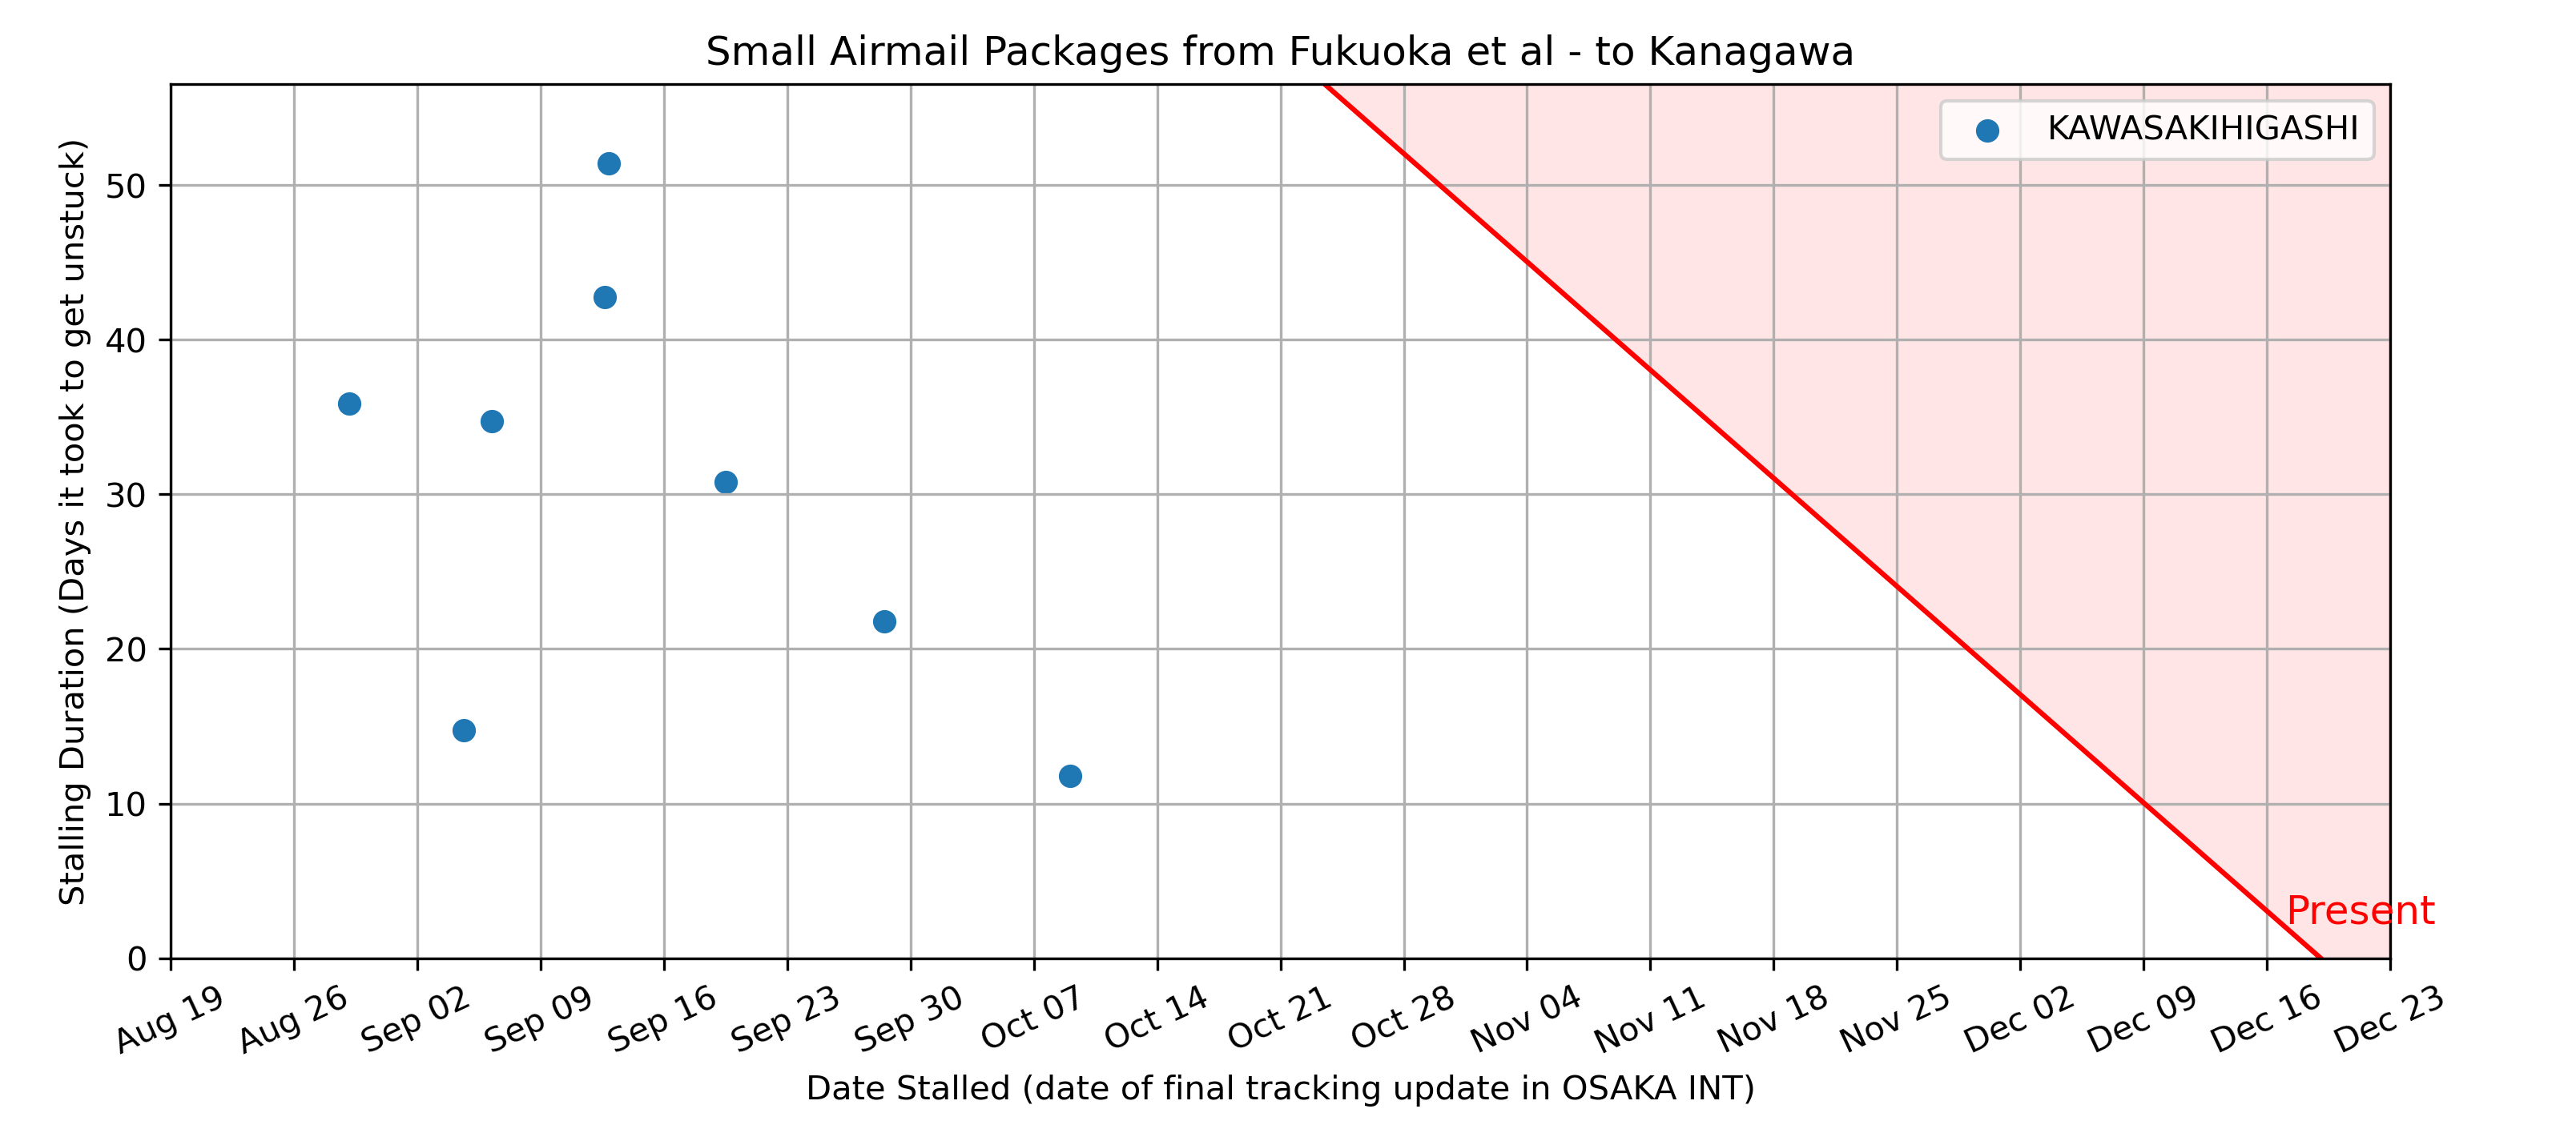 Small Airmail Packages from Fukuoka et al - to Kanagawa
KAWASAKIHIGASHI
Stalling Duration (Days it took to get unstuck)
50
40
30
20
10
0
Present
Aug 19
Aug 26
Sep 02
Sep 09
Sep 16
Sep 23
Sep 30
Oct 07
Oct 14
Oct 21
Oct 28
Nov 04
Nov 11
Nov 18
Nov 25
Dec 02
Dec 09
Dec 16
Dec 23
Date Stalled (date of final tracking update in OSAKA INT)